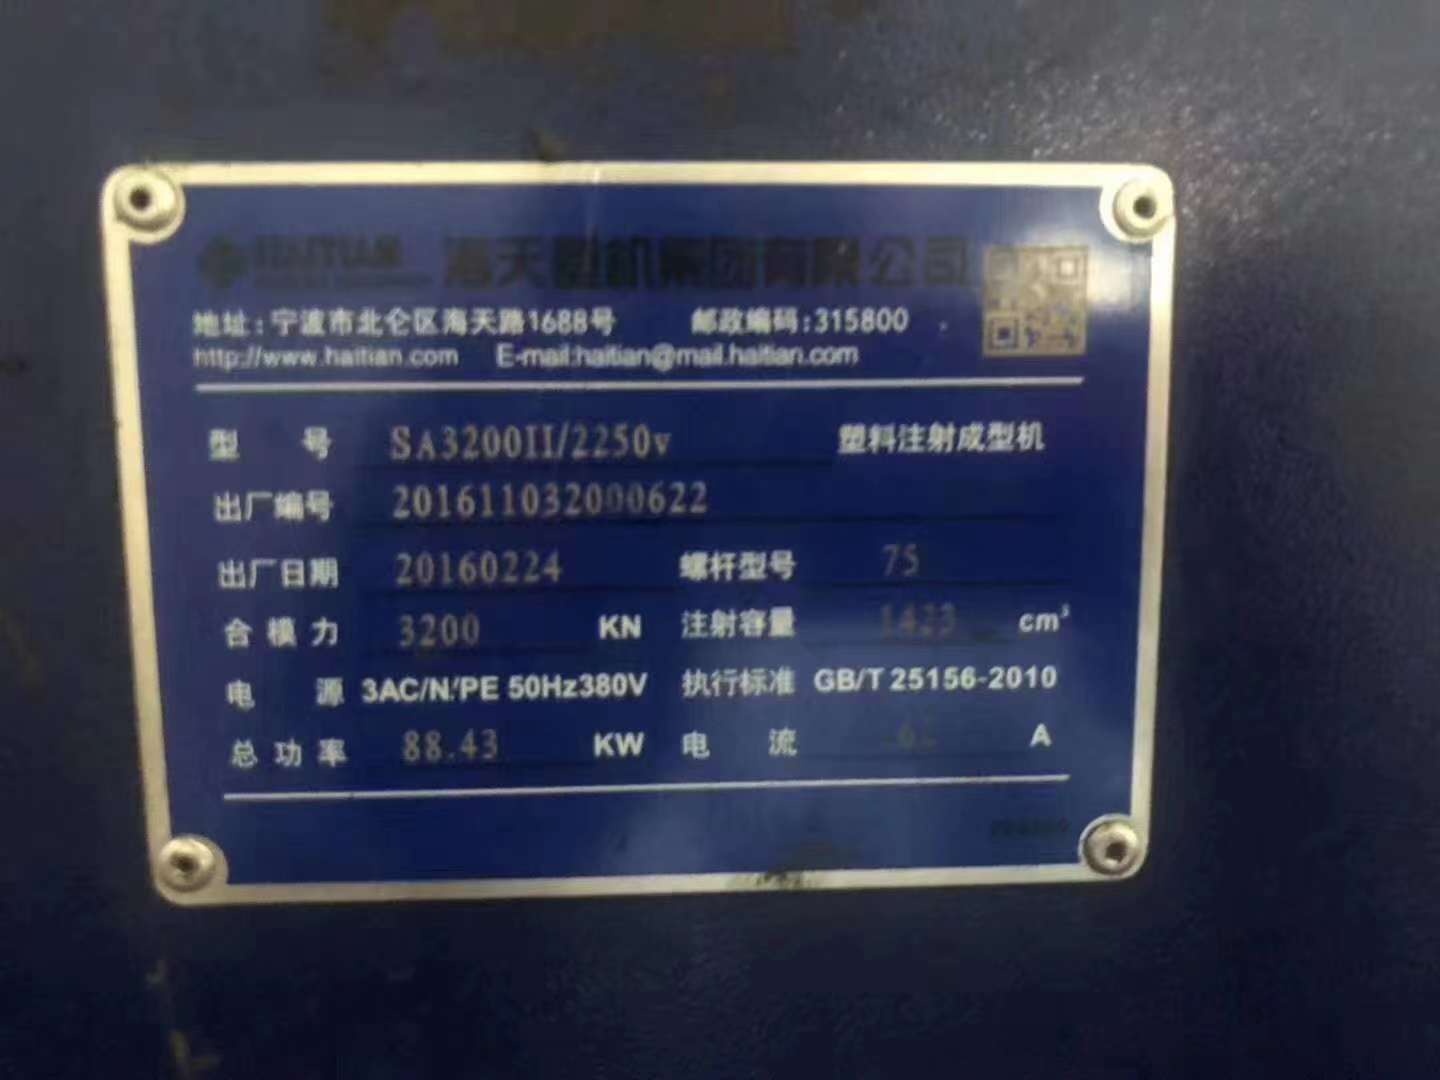 HAITIAN 海天塑机集团有限公司
地址:宁波市北仑区海天路1688号 邮政编码:315800
http://www.haitian.com E-mail:haitian@mail.haitian.com
型 号 SA3200II/2250v 塑料注射成型机
出厂编号 201611032000622
出厂日期 20160224 螺杆型号 75
合模力 3200 KN 注射容量 cm³
电 源 3AC/N/PE 50Hz380V 执行标准 GB/T 25156-2010
总功率 88.43 KW 电 流 A